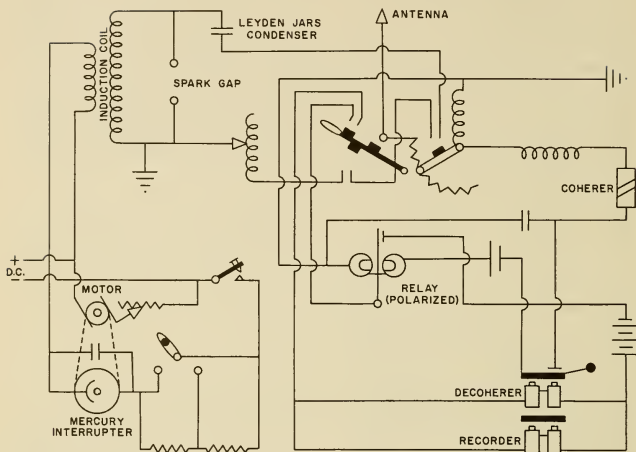 LEYDEN JARS
CONDENSER
ANTENNA
INDUCTION COIL
SPARK GAP
COHERER
+
D.C.
−
MOTOR
RELAY
(POLARIZED)
DECOHERER
MERCURY
INTERRUPTER
RECORDER